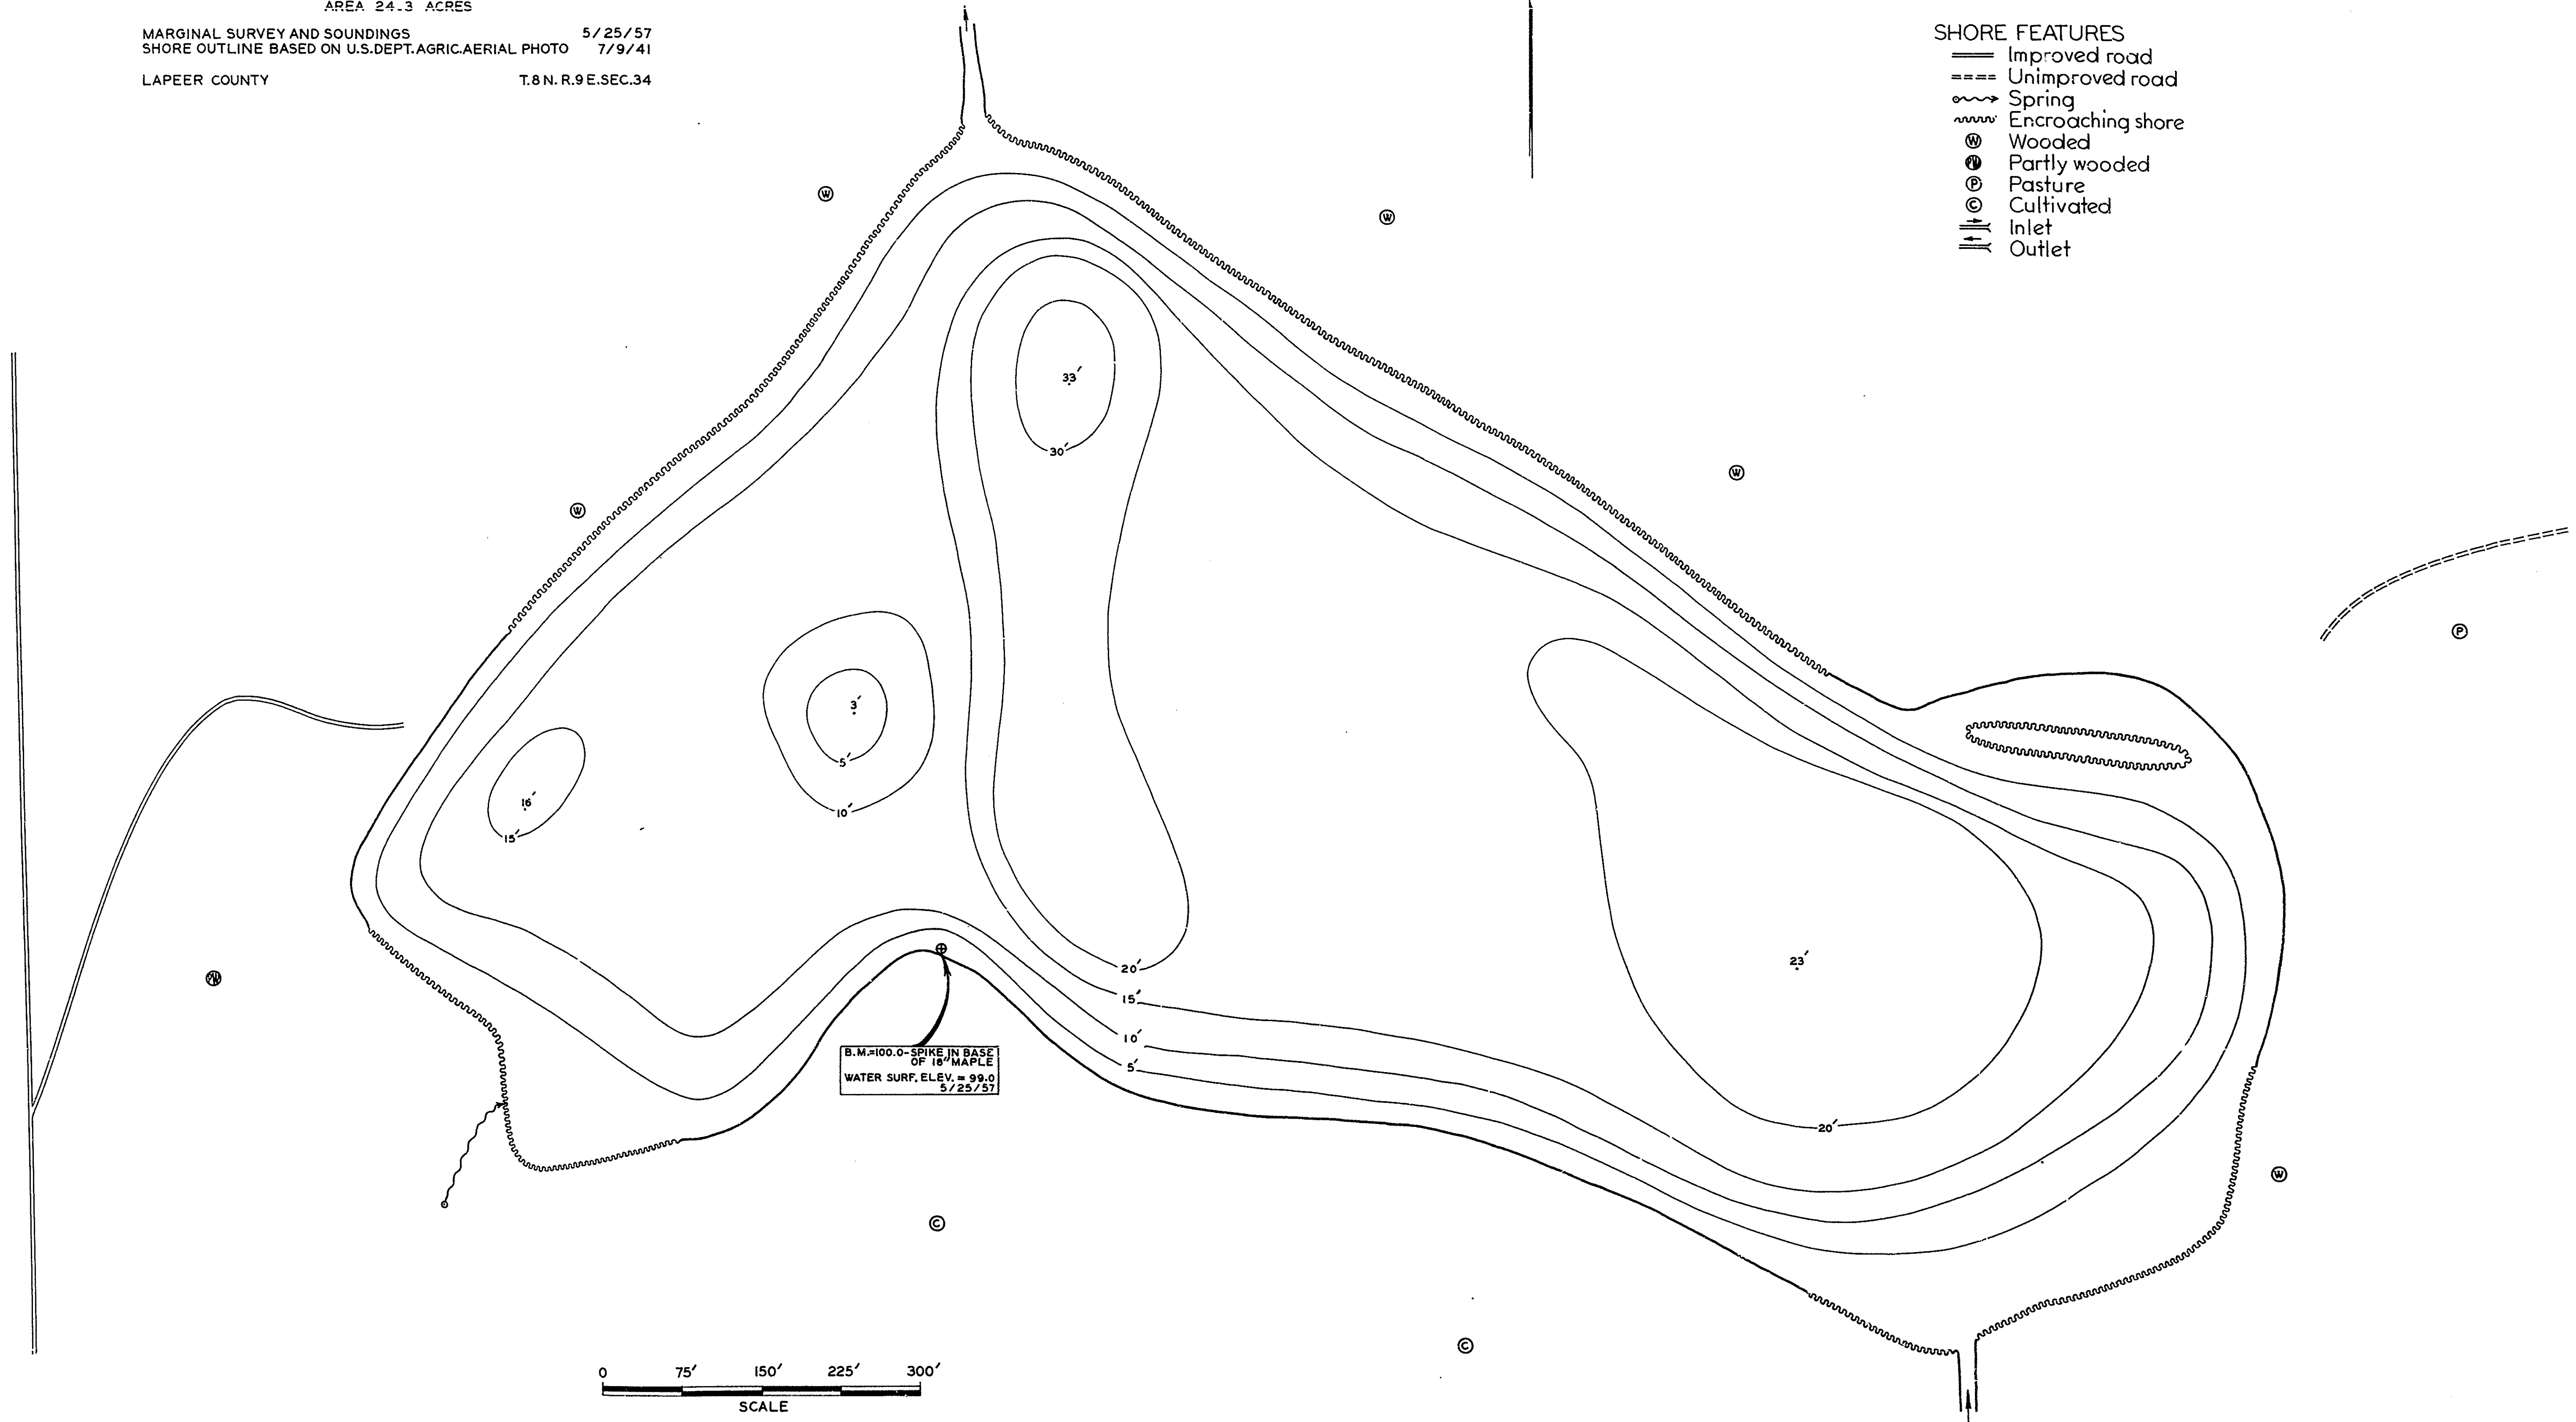 AREA 24.3 ACRES
MARGINAL SURVEY AND SOUNDINGS 5/25/57
SHORE OUTLINE BASED ON U.S.DEPT.AGRIC.AERIAL PHOTO 7/9/41
LAPEER COUNTY T.8N. R.9E.SEC.34
SHORE FEATURES
Improved road
Unimproved road
Spring
Encroaching shore
W Wooded
PW Partly wooded
P Pasture
C Cultivated
Inlet
Outlet
W
W
33′
30′
W
W
P
3′
5′
10′
16′
15′
PW
23′
20′
15′
10′
5′
20′
B.M.=100.0-SPIKE IN BASE
OF 18" MAPLE
WATER SURF. ELEV. = 99.0
5/25/57
W
C
C
0 75′ 150′ 225′ 300′
SCALE